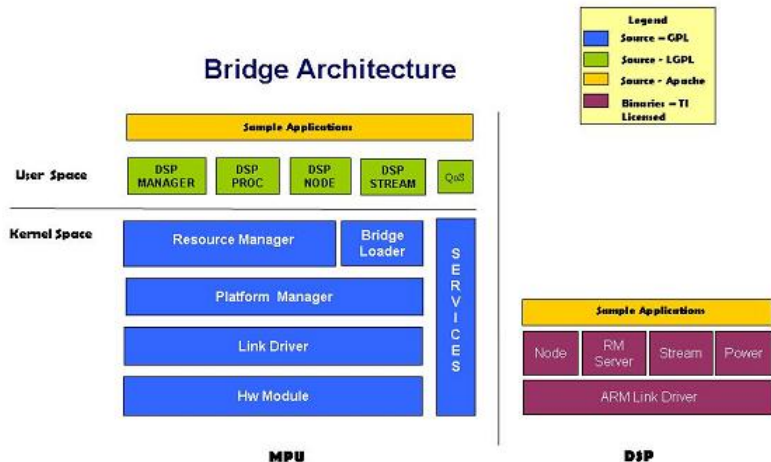 Legend
Source – GPL
Source - LGPL
Source - Apache
Binaries – TI
Licensed
Bridge Architecture
Sample Applications
User Space
DSP
MANAGER
DSP
PROC
DSP
NODE
DSP
STREAM
QoS
Kernel Space
Resource Manager
Bridge
Loader
SERVICES
Platform Manager
Link Driver
Hw Module
MPU
Sample Applications
Node
RM
Server
Stream
Power
ARM Link Driver
DSP